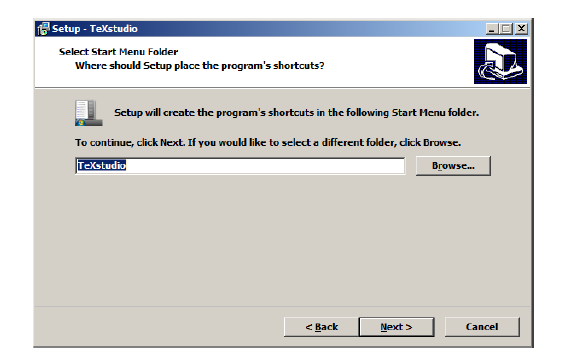 Setup - TeXstudio
Select Start Menu Folder
Where should Setup place the program's shortcuts?
Setup will create the program's shortcuts in the following Start Menu folder.
To continue, click Next. If you would like to select a different folder, click Browse.
TeXstudio
Browse...
< Back
Next >
Cancel